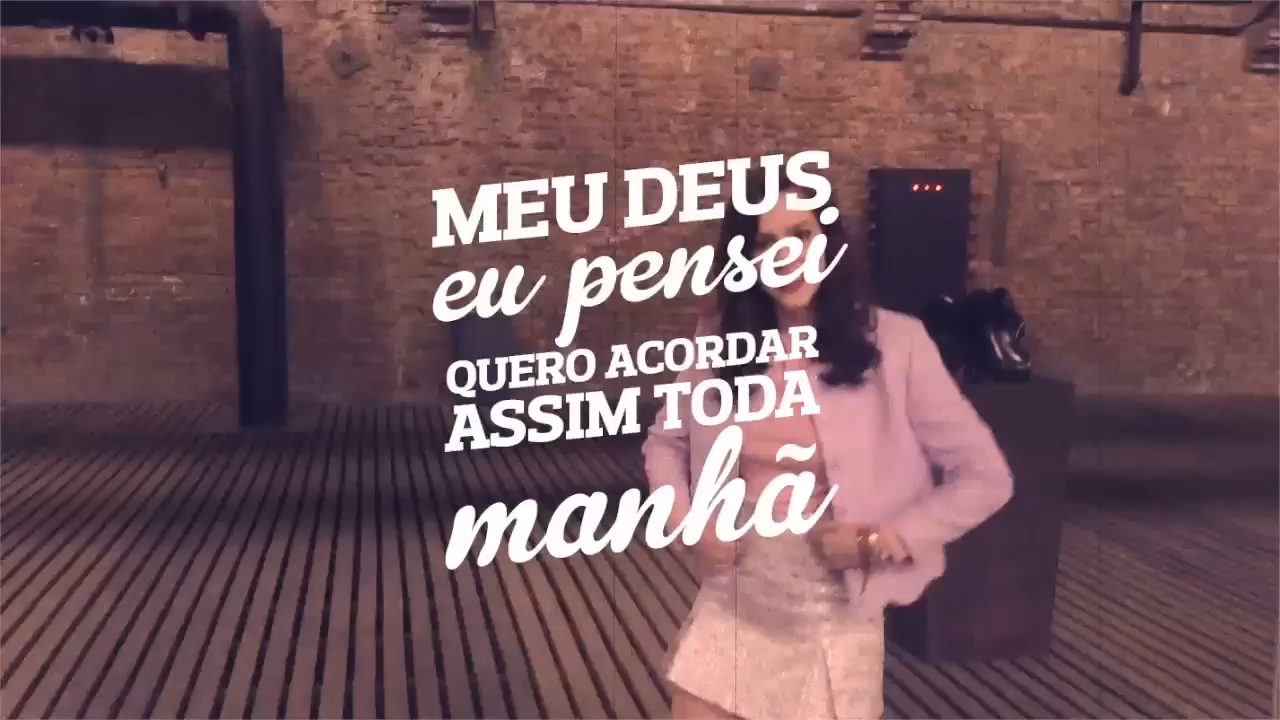 MEU DEUS
eu pensei
QUERO ACORDAR
ASSIM TODA
manhã